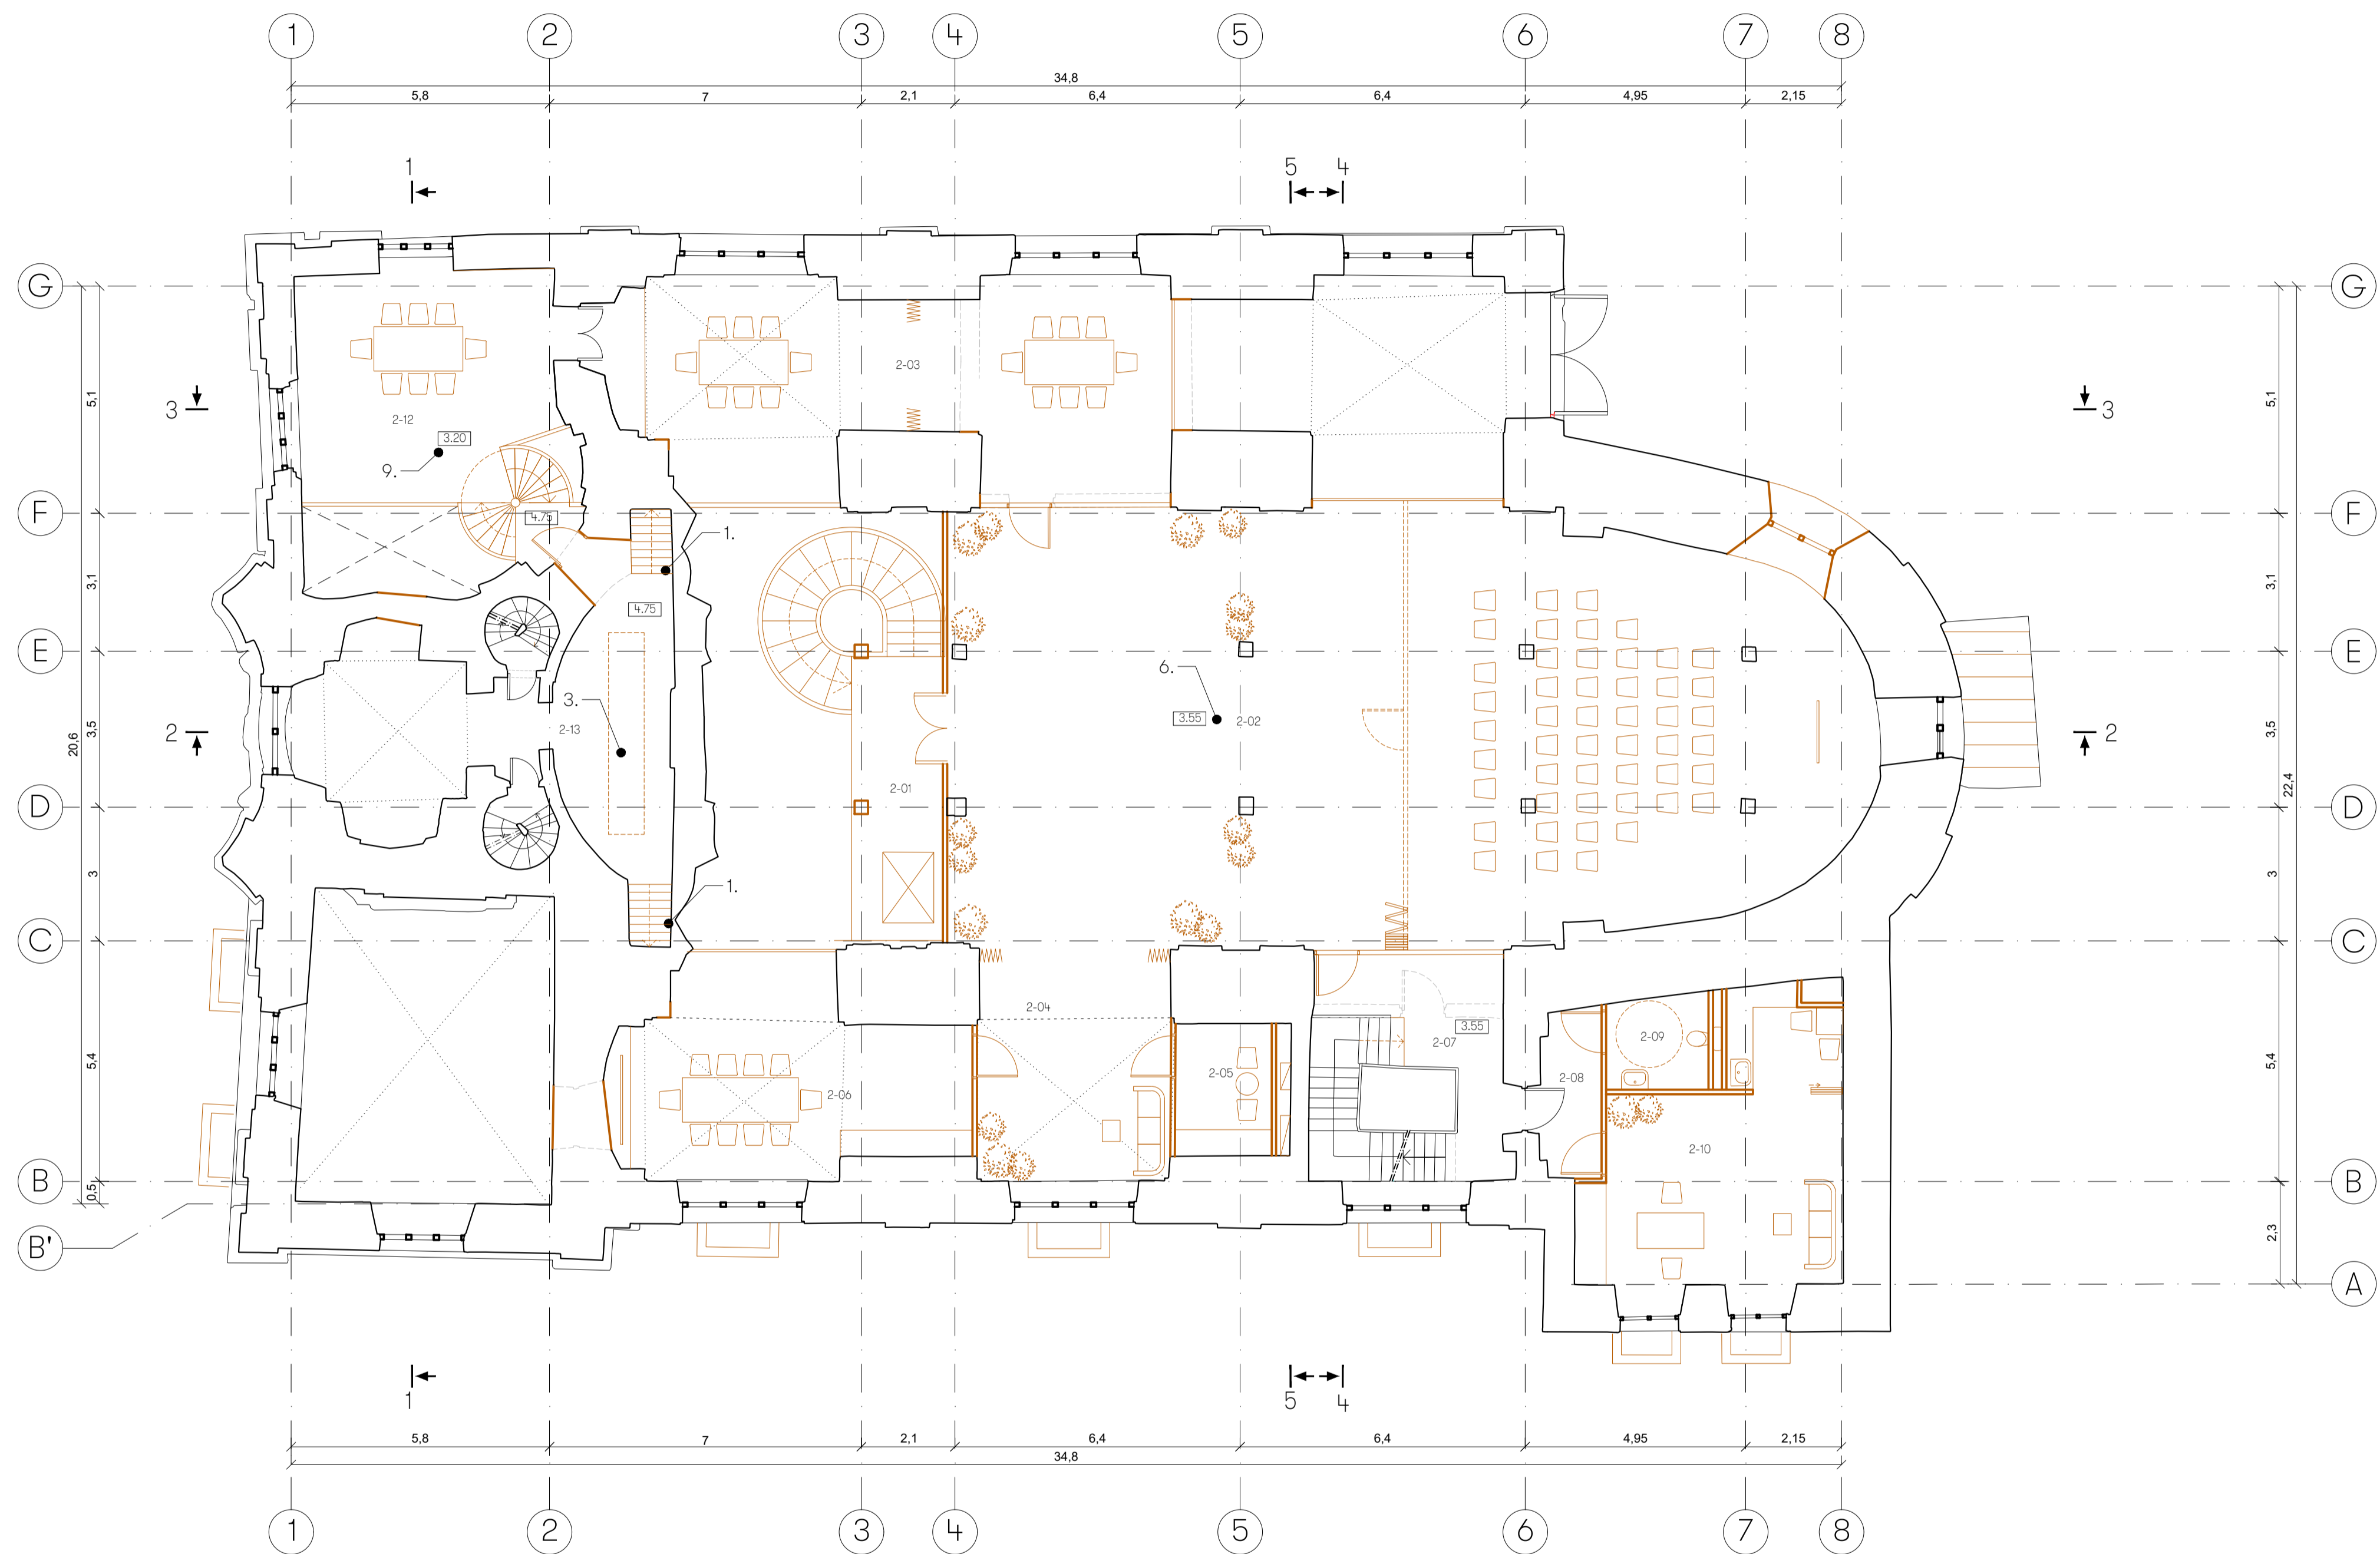 1 2 3 4 5 6 7 8
34,8
5,8 7 2,1 6,4 6,4 4,95 2,15
1 5 4
G G
2-03
5,1 5,1
3 3
2-12
3.20
9.
F 4.75 F
1.
3,1 3,1
4.75
E E
6.
3.
3.55 2-02
2-13
2 2
3,5 3,5
20,6
22,4
2-01
D D
3 3
1.
C C
2-04
3.55
2-07 2-09
5,4 5,4
2-05 2-08
2-06
2-10
B B
0,5
2,3
B'
A
1 5 4
5,8 7 2,1 6,4 6,4 4,95 2,15
34,8
1 2 3 4 5 6 7 8